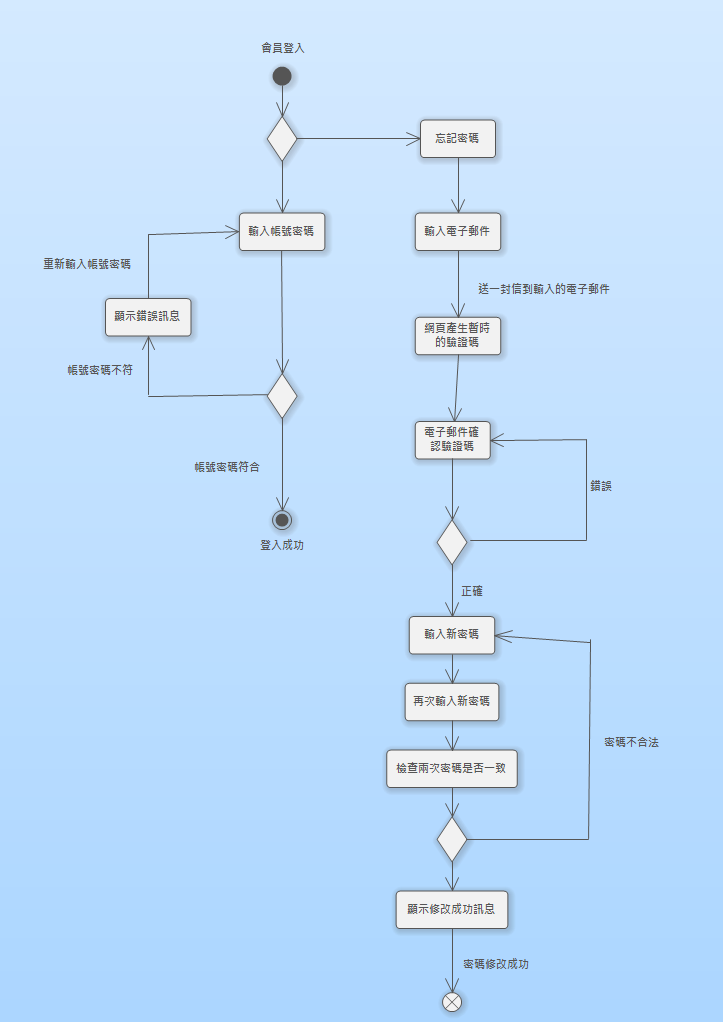 會員登入
忘記密碼
輸入帳號密碼
輸入電子郵件
重新輸入帳號密碼
送一封信到輸入的電子郵件
顯示錯誤訊息
網頁產生暫時
的驗證碼
帳號密碼不符
電子郵件確
認驗證碼
帳號密碼符合
錯誤
登入成功
正確
輸入新密碼
再次輸入新密碼
密碼不合法
檢查兩次密碼是否一致
顯示修改成功訊息
密碼修改成功